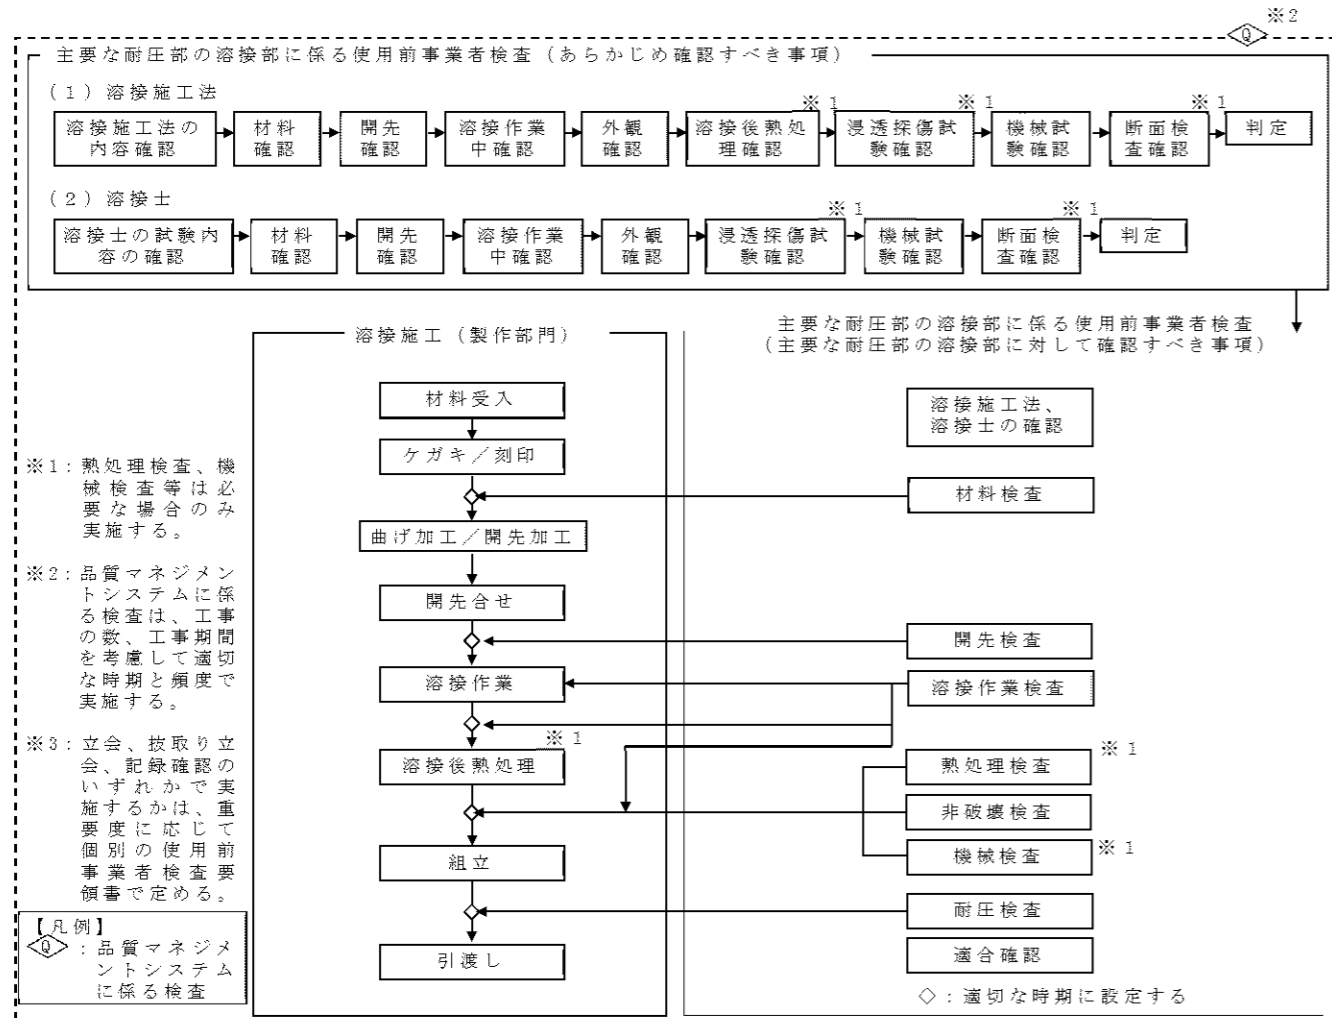 ※2
Q
主要な耐圧部の溶接部に係る使用前事業者検査(あらかじめ確認すべき事項)
(1)溶接施工法
※1
※1
※1
溶接施工法の
内容確認
材料
確認
開先
確認
溶接作業
中確認
外観
確認
溶接後熱処
理確認
浸透探傷試
験確認
機械試
験確認
断面検
査確認
判定
(2)溶接士
※1
※1
溶接士の試験内
容の確認
材料
確認
開先
確認
溶接作業
中確認
外観
確認
浸透探傷試
験確認
機械試
験確認
断面検
査確認
判定
溶接施工(製作部門)
主要な耐圧部の溶接部に係る使用前事業者検査
(主要な耐圧部の溶接部に対して確認すべき事項)
材料受入
ケガキ/刻印
曲げ加工/開先加工
開先合せ
溶接作業
※1
溶接後熱処理
組立
引渡し
溶接施工法、
溶接士の確認
材料検査
開先検査
溶接作業検査
熱処理検査
※1
非破壊検査
機械検査
※1
耐圧検査
適合確認
◇:適切な時期に設定する
※1:熱処理検査、機
械検査等は必
要な場合のみ
実施する。
※2:品質マネジメン
トシステムに係
る検査は、工事
の数、工事期間
を考慮して適切
な時期と頻度で
実施する。
※3:立会、抜取り立
会、記録確認の
いずれかで実
施するかは、重
要度に応じて
個別の使用前
事業者検査要
領書で定める。
【凡例】
Q:品質マネジメ
ントシステム
に係る検査